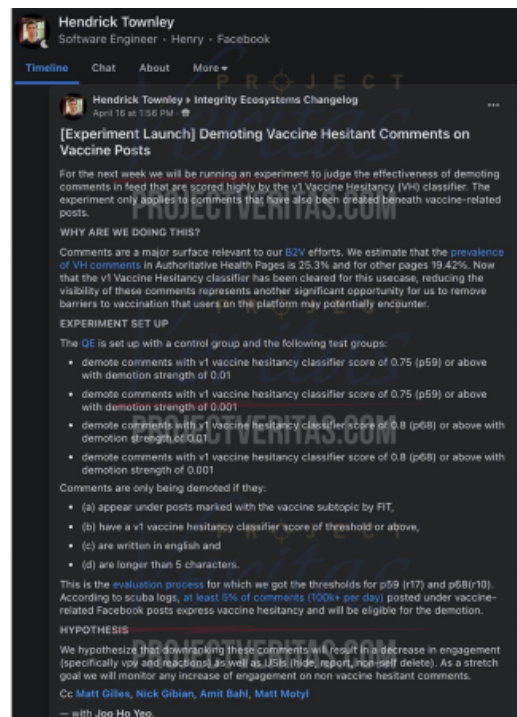 Hendrick Townley
Software Engineer · Henry · Facebook
Timeline Chat About More
PROJECT
Veritas
Hendrick Townley ▸ Integrity Ecosystems Changelog
April 16 at 1:56 PM ·
[Experiment Launch] Demoting Vaccine Hesitant Comments on
Vaccine Posts
For the next week we will be running an experiment to judge the effectiveness of demoting
comments in feed that are scored highly by the v1 Vaccine Hesitancy (VH) classifier. The
experiment only applies to comments that have also been created beneath vaccine-related
posts.
PROJECTVERITAS.COM
WHY ARE WE DOING THIS?
Comments are a major surface relevant to our B2V efforts. We estimate that the prevalence
of VH comments in Authoritative Health Pages is 25.3% and for other pages 19.42%. Now
that the v1 Vaccine Hesitancy classifier has been cleared for this usecase, reducing the
visibility of these comments represents another significant opportunity for us to remove
barriers to vaccination that users on the platform may potentially encounter.
EXPERIMENT SET UP
The QE is set up with a control group and the following test groups:
• demote comments with v1 vaccine hesitancy classifier score of 0.75 (p59) or above
with demotion strength of 0.01
• demote comments with v1 vaccine hesitancy classifier score of 0.75 (p59) or above
with demotion strength of 0.001
• demote comments with v1 vaccine hesitancy classifier score of 0.8 (p68) or above with
demotion strength of 0.01
PROJECTVERITAS.COM
• demote comments with v1 vaccine hesitancy classifier score of 0.8 (p68) or above with
demotion strength of 0.001
Comments are only being demoted if they:
• (a) appear under posts marked with the vaccine subtopic by FIT,
• (b) have a v1 vaccine hesitancy classifier score of threshold or above,
PROJECT
Veritas
• (c) are written in english and
• (d) are longer than 5 characters.
This is the evaluation process for which we got the thresholds for p59 (r17) and p68(r10).
According to scuba logs, at least 5% of comments (100k+ per day) posted under vaccine-
related Facebook posts express vaccine hesitancy and will be eligible for the demotion.
HYPOTHESIS
We hypothesize that downranking these comments will result in a decrease in engagement
(specifically vpv and reactions) as well as USIs (hide, report, non-self delete). As a stretch
goal we will monitor any increase of engagement on non vaccine hesitant comments.
PROJECTVERITAS.COM
Cc Matt Gilles, Nick Gibian, Amit Bahl, Matt Motyl
— with Joo Ho Yeo.